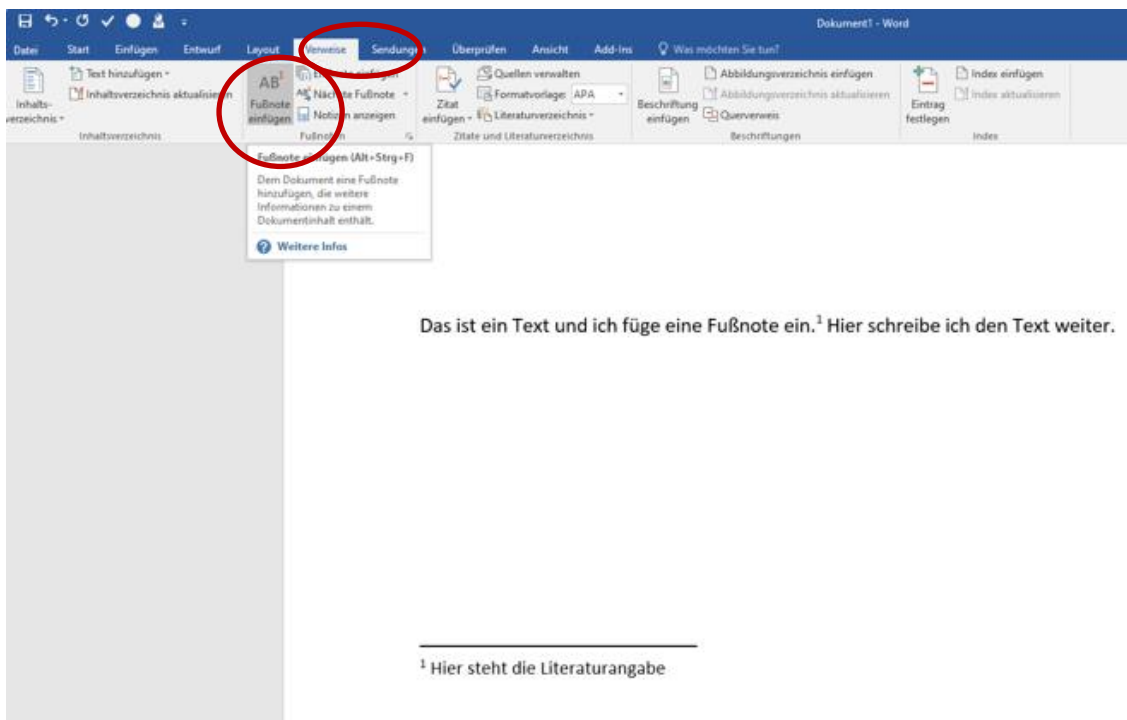 Dokument1 - Word
Datei Start Einfügen Entwurf Layout Verweise Sendungen Überprüfen Ansicht Add-Ins Was möchten Sie tun?
Inhalts-
verzeichnis
Text hinzufügen
Inhaltsverzeichnis aktualisieren
Inhaltsverzeichnis
AB1
Fußnote
einfügen
Endnote einfügen
Nächste Fußnote
Notizen anzeigen
Fußnoten
Zitat
einfügen
Quellen verwalten
Formatvorlage: APA
Literaturverzeichnis
Zitate und Literaturverzeichnis
Beschriftung
einfügen
Abbildungsverzeichnis einfügen
Abbildungsverzeichnis aktualisieren
Querverweis
Beschriftungen
Eintrag
festlegen
Index einfügen
Index aktualisieren
Index
Fußnote einfügen (Alt+Strg+F)
Dem Dokument eine Fußnote
hinzufügen, die weitere
Informationen zu einem
Dokumentinhalt enthält.
Weitere Infos
Das ist ein Text und ich füge eine Fußnote ein.¹ Hier schreibe ich den Text weiter.
¹ Hier steht die Literaturangabe